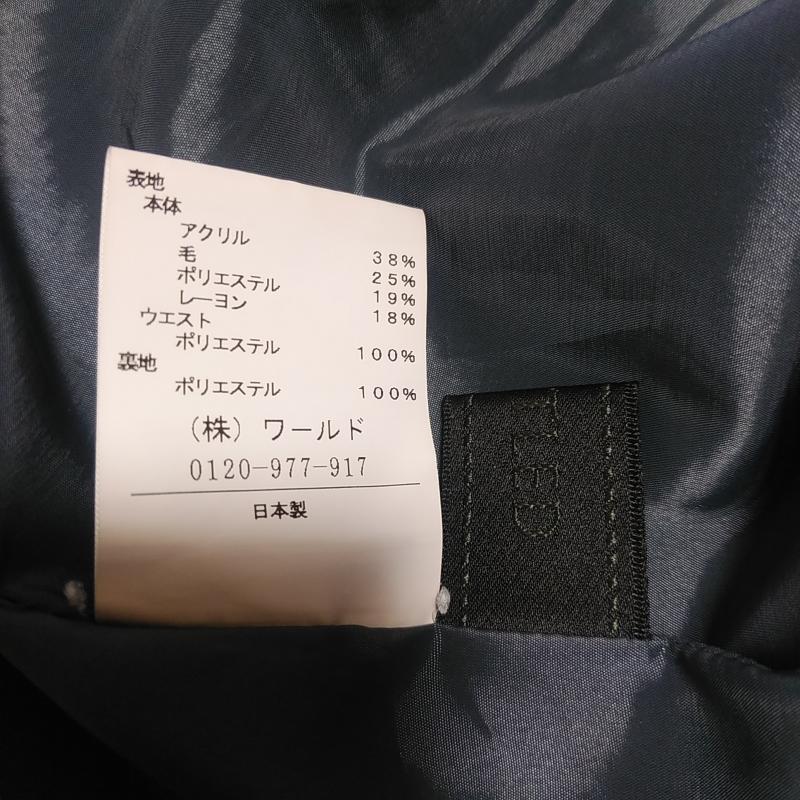 表地
本体
アクリル 38%
毛 25%
ポリエステル 19%
レーヨン 18%
ウエスト
ポリエステル 100%
裏地
ポリエステル 100%
(株) ワールド
0120-977-917
日本製